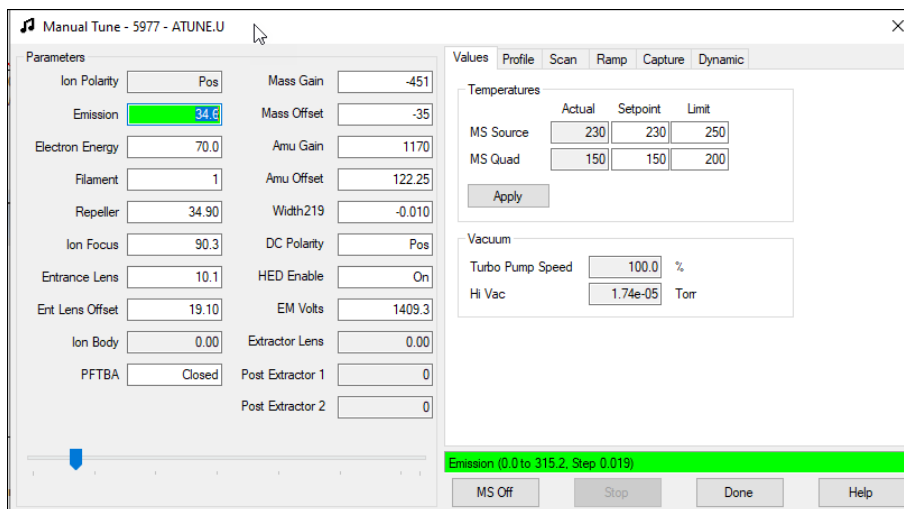 Manual Tune - 5977 - ATUNE.U
Parameters
Ion Polarity Pos
Emission 34.6
Electron Energy 70.0
Filament 1
Repeller 34.90
Ion Focus 90.3
Entrance Lens 10.1
Ent Lens Offset 19.10
Ion Body 0.00
PFTBA Closed
Mass Gain -451
Mass Offset -35
Amu Gain 1170
Amu Offset 122.25
Width219 -0.010
DC Polarity Pos
HED Enable On
EM Volts 1409.3
Extractor Lens 0.00
Post Extractor 1 0
Post Extractor 2 0
Values Profile Scan Ramp Capture Dynamic
Temperatures
Actual Setpoint Limit
MS Source 230 230 250
MS Quad 150 150 200
Apply
Vacuum
Turbo Pump Speed 100.0 %
Hi Vac 1.74e-05 Torr
Emission (0.0 to 315.2, Step 0.019)
MS Off Stop Done Help